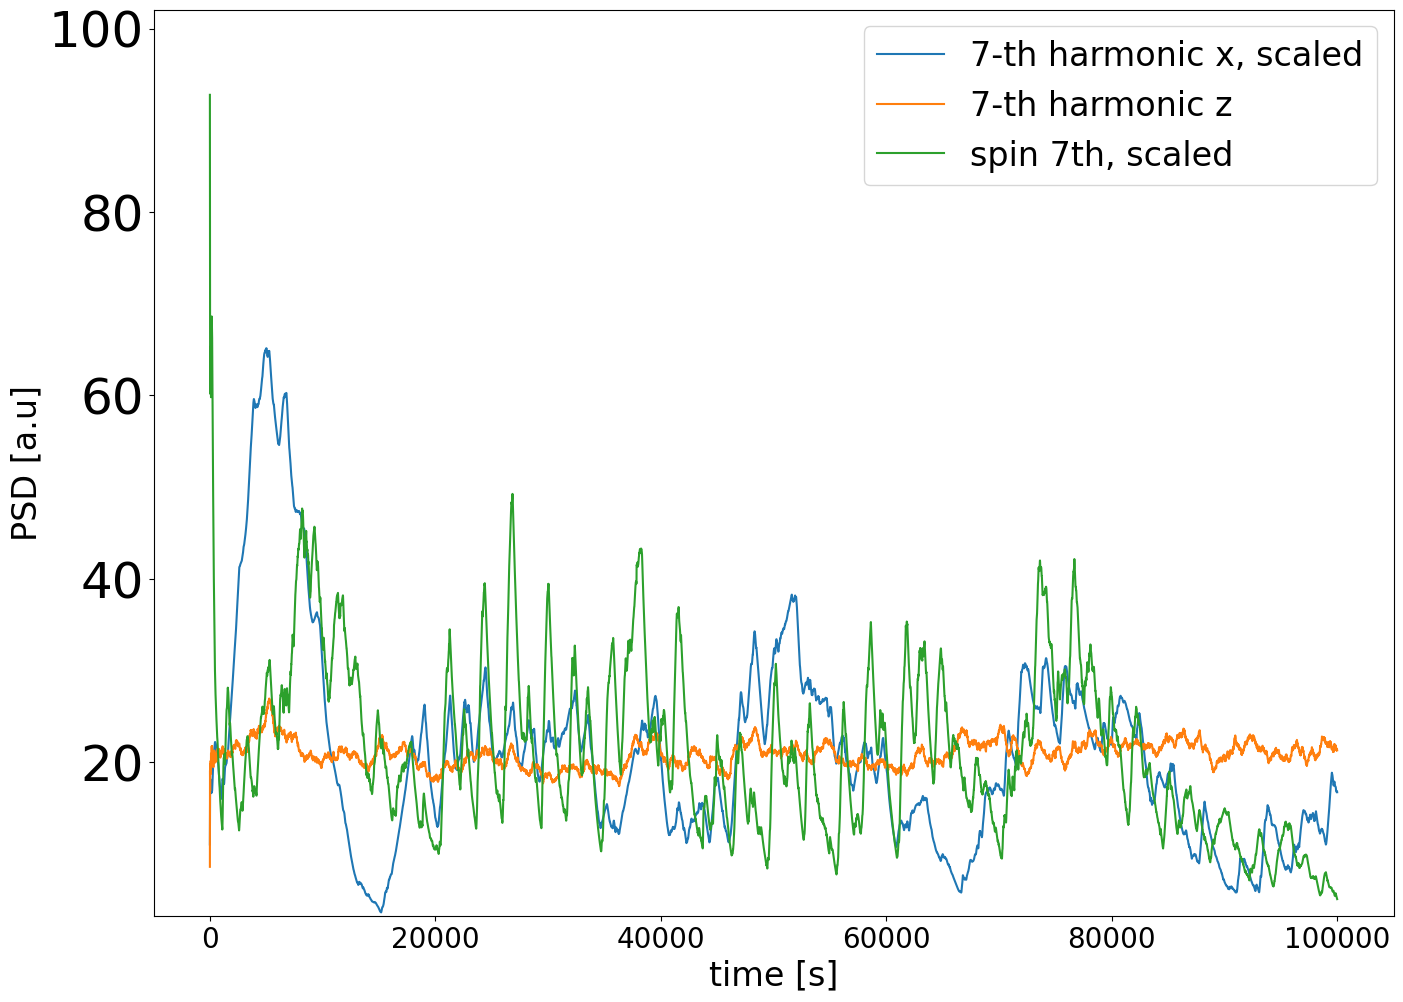 100
80
60
40
20
PSD [a.u]
7-th harmonic x, scaled
7-th harmonic z
spin 7th, scaled
0 20000 40000 60000 80000 100000
time [s]